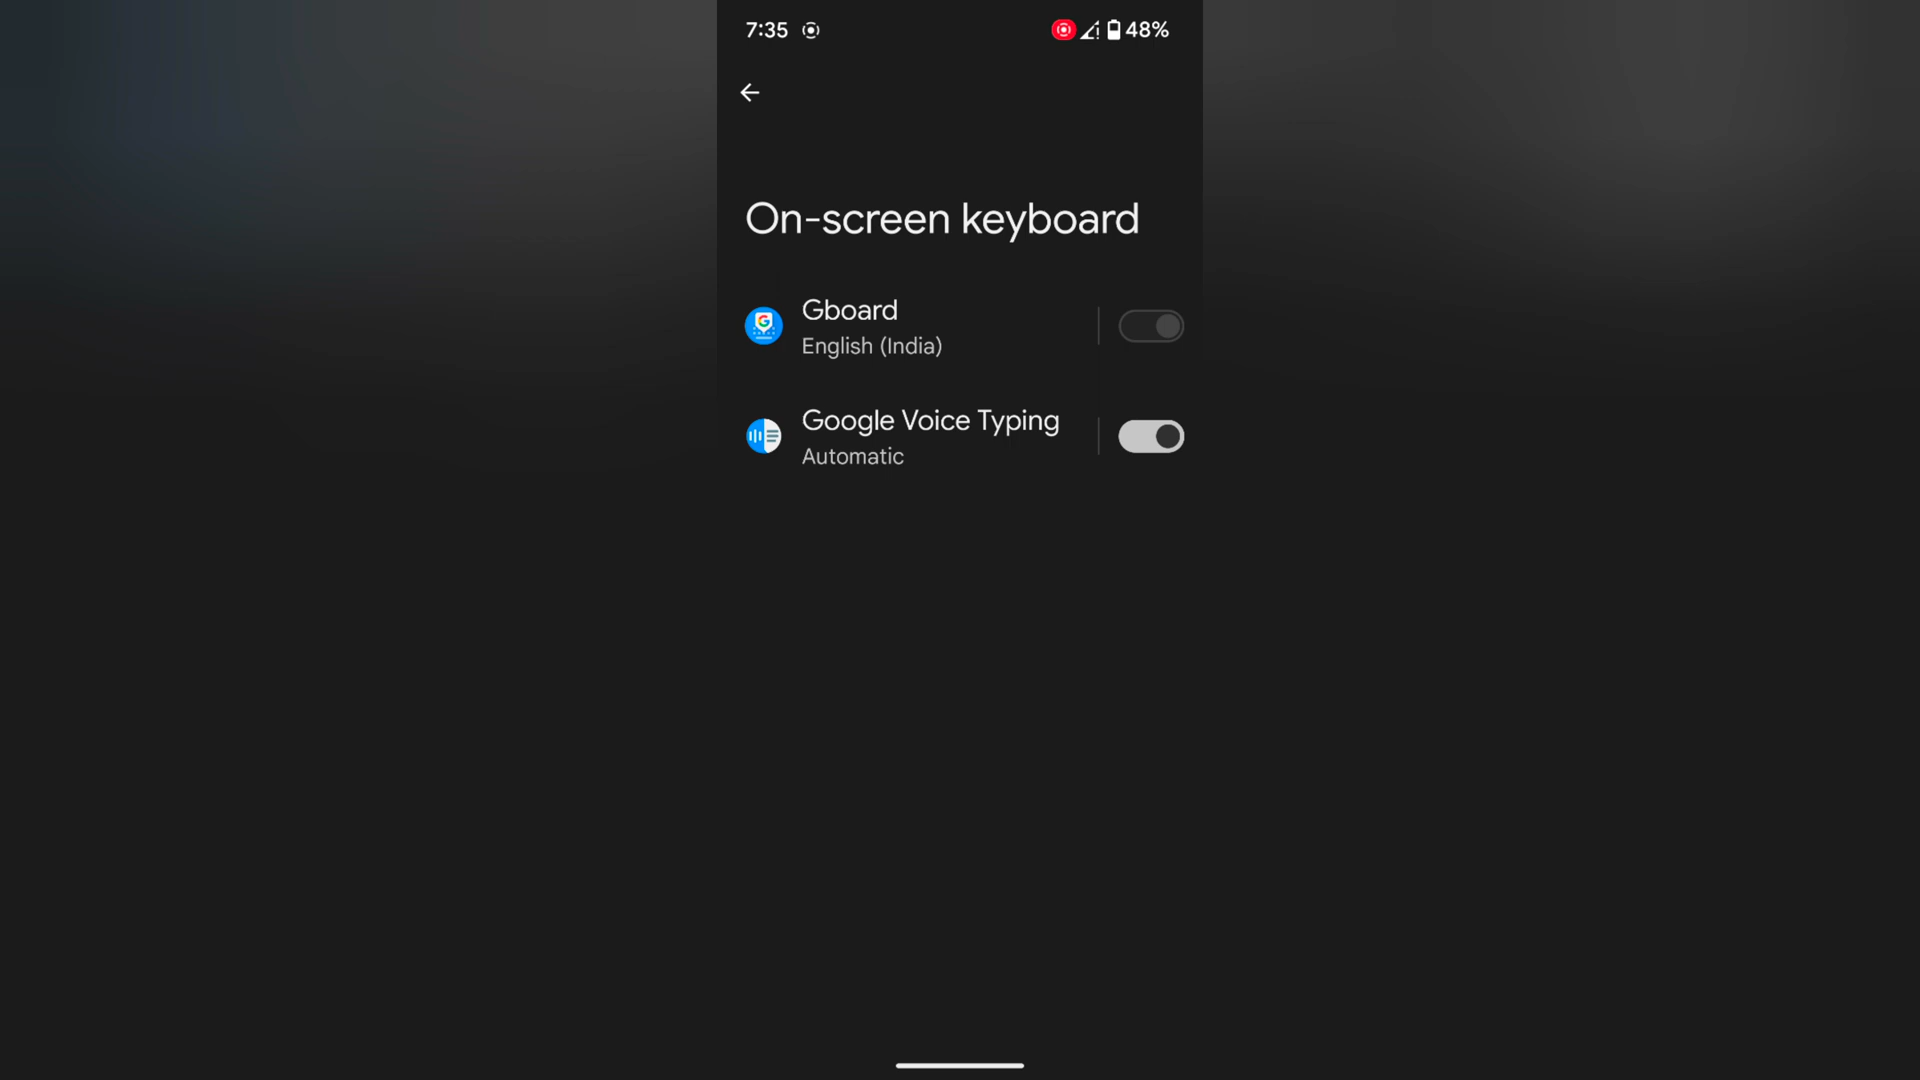 7:35
48%
On-screen keyboard
Gboard
English (India)
Google Voice Typing
Automatic